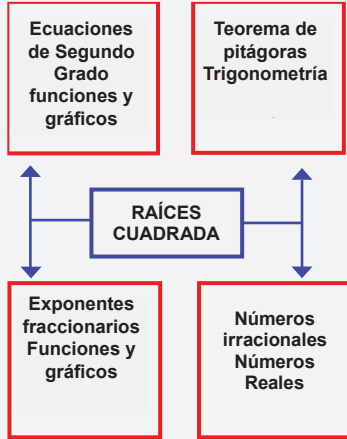 Ecuaciones
de Segundo
Grado
funciones y
gráficos
Teorema de
pitágoras
Trigonometría
RAÍCES
CUADRADA
Exponentes
fraccionarios
Funciones y
gráficos
Números
irracionales
Números
Reales